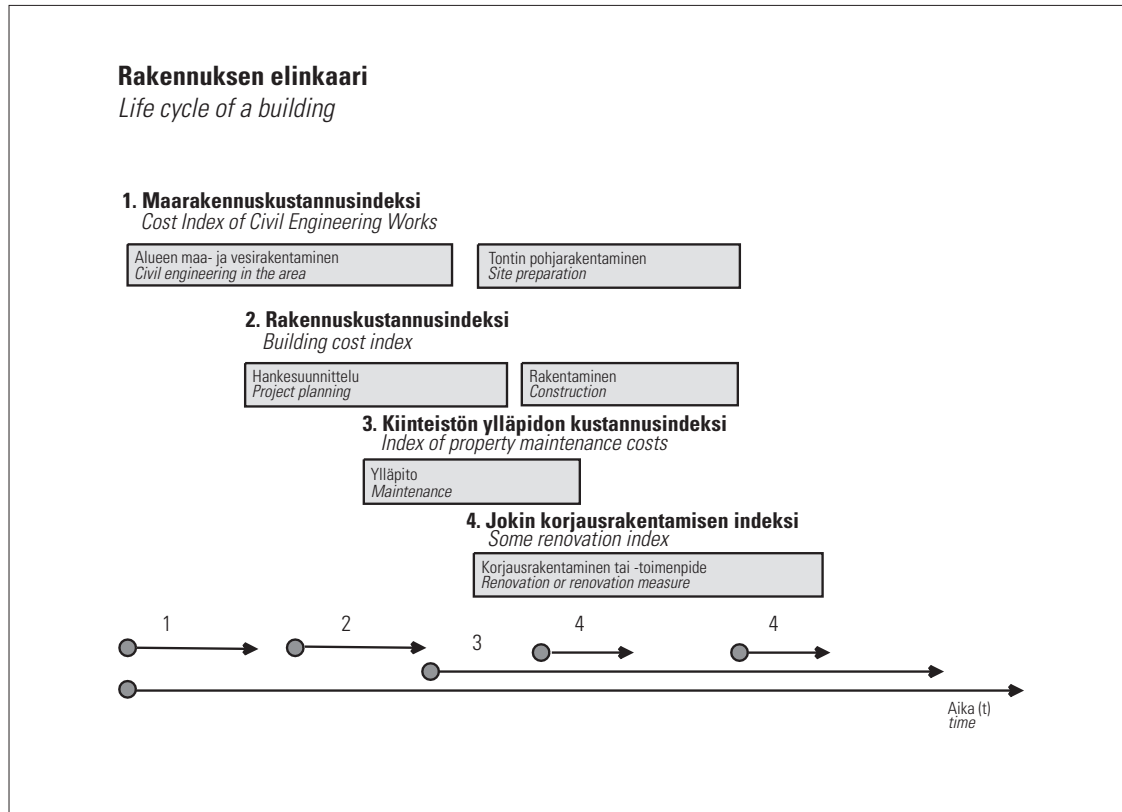 Rakennuksen elinkaari
Life cycle of a building
1. Maarakennuskustannusindeksi
Cost Index of Civil Engineering Works
Alueen maa- ja vesirakentaminen
Civil engineering in the area
Tontin pohjarakentaminen
Site preparation
2. Rakennuskustannusindeksi
Building cost index
Hankesuunnittelu
Project planning
Rakentaminen
Construction
3. Kiinteistön ylläpidon kustannusindeksi
Index of property maintenance costs
Ylläpito
Maintenance
4. Jokin korjausrakentamisen indeksi
Some renovation index
Korjausrakentaminen tai -toimenpide
Renovation or renovation measure
1
2
3
4
4
Aika (t)
time